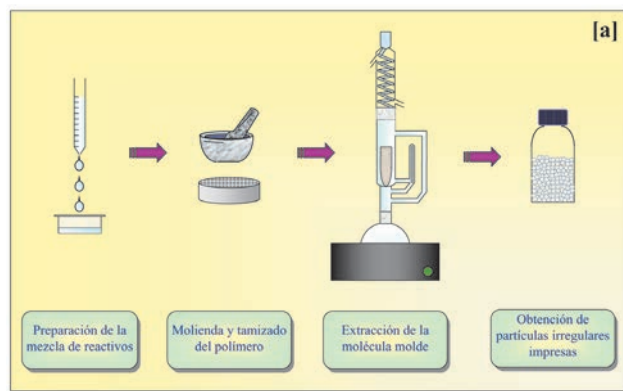 [a]
Preparación de la
mezcla de reactivos
Molienda y tamizado
del polímero
Extracción de la
molécula molde
Obtención de
partículas irregulares
impresas